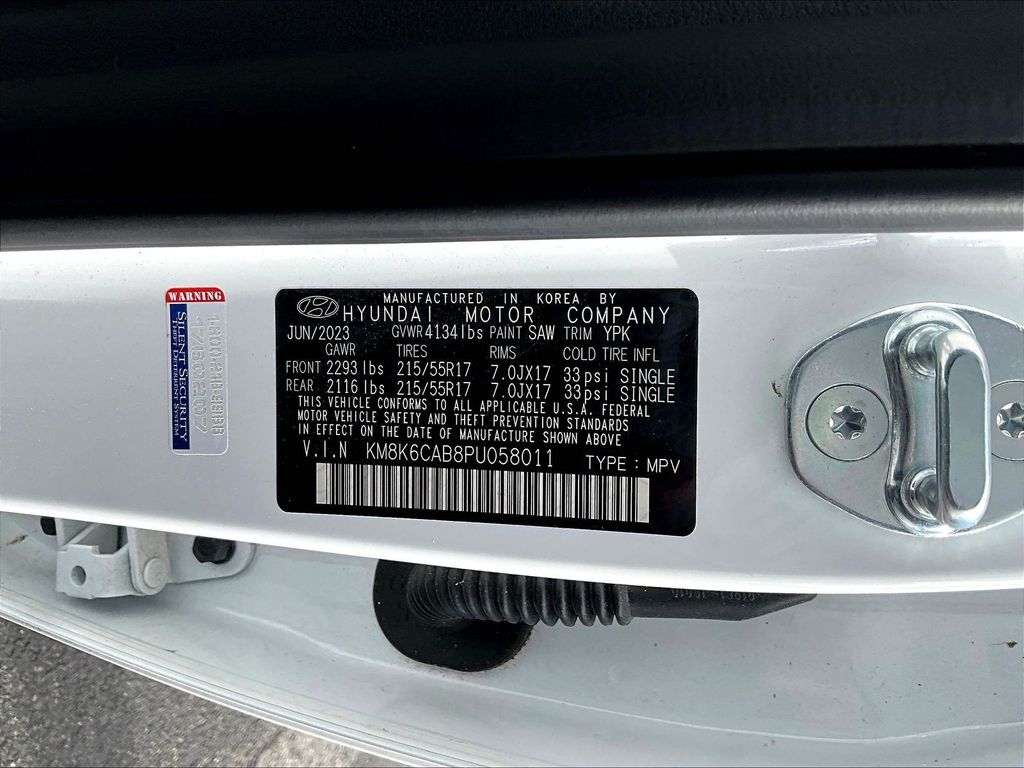 WARNING
SILENT SECURITY
THEFT DETERRENT SYSTEM
MANUFACTURED IN KOREA BY
HYUNDAI MOTOR COMPANY
JUN/2023 GVWR 4134 lbs PAINT SAW TRIM YPK
GAWR TIRES RIMS COLD TIRE INFL
FRONT 2293 lbs 215/55R17 7.0JX17 33psi SINGLE
REAR 2116 lbs 215/55R17 7.0JX17 33psi SINGLE
THIS VEHICLE CONFORMS TO ALL APPLICABLE U.S.A. FEDERAL
MOTOR VEHICLE SAFETY AND THEFT PREVENTION STANDARDS
IN EFFECT ON THE DATE OF MANUFACTURE SHOWN ABOVE
V.I.N KM8K6CAB8PU058011 TYPE : MPV